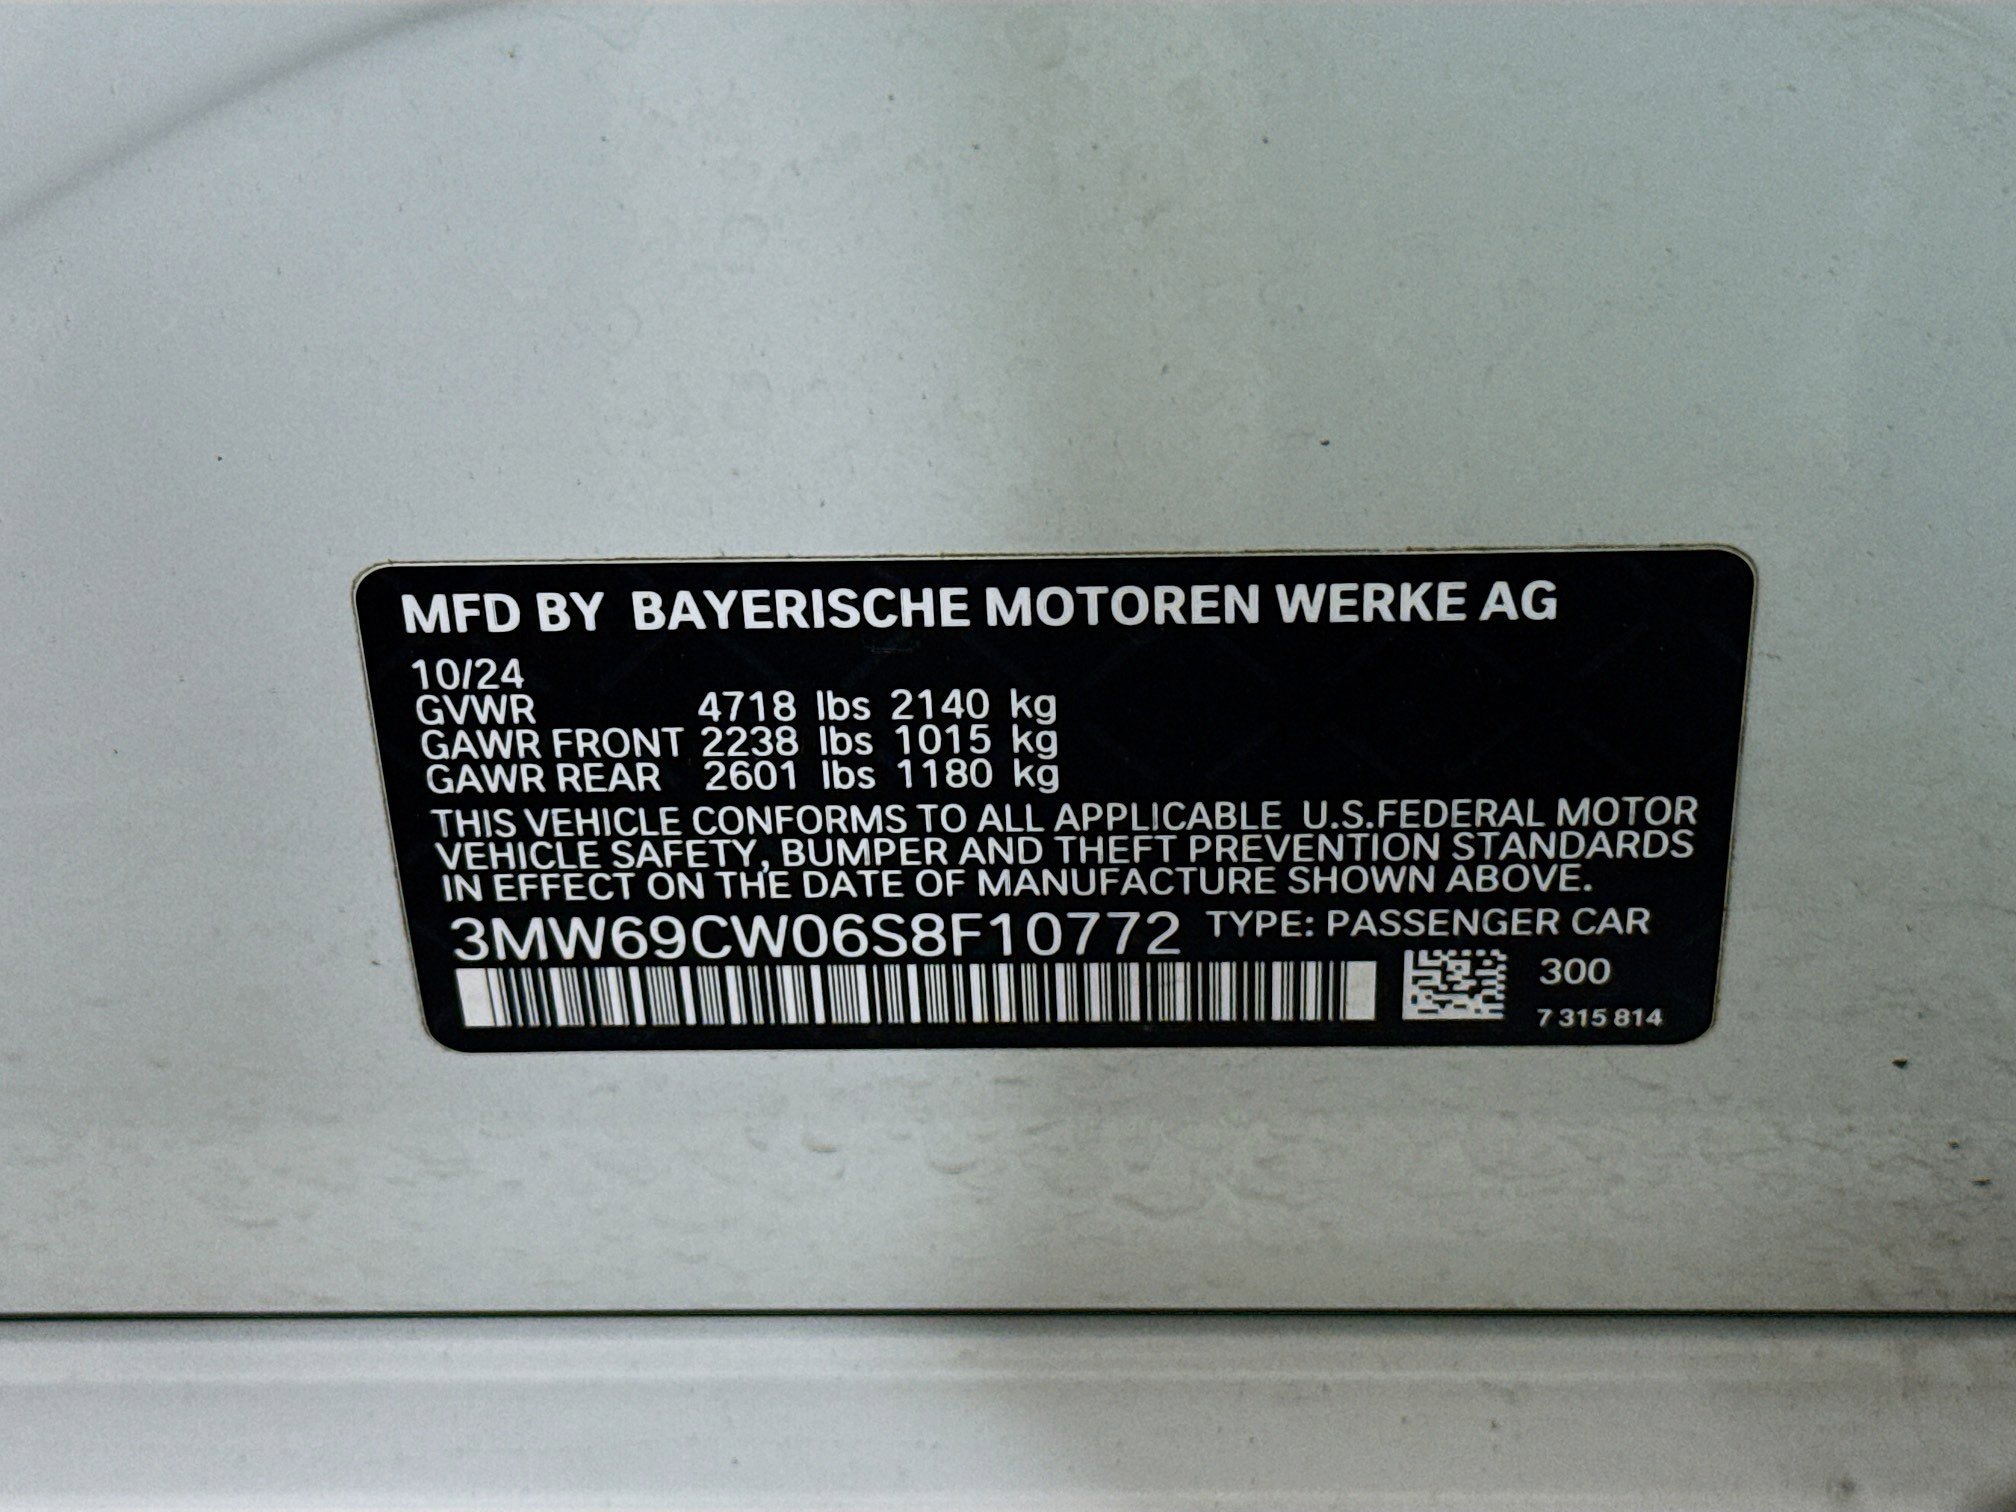 MFD BY BAYERISCHE MOTOREN WERKE AG
10/24
GVWR 4718 lbs 2140 kg
GAWR FRONT 2238 lbs 1015 kg
GAWR REAR 2601 lbs 1180 kg
THIS VEHICLE CONFORMS TO ALL APPLICABLE U.S.FEDERAL MOTOR
VEHICLE SAFETY, BUMPER AND THEFT PREVENTION STANDARDS
IN EFFECT ON THE DATE OF MANUFACTURE SHOWN ABOVE.
3MW69CW06S8F10772 TYPE: PASSENGER CAR
300
7 315 814